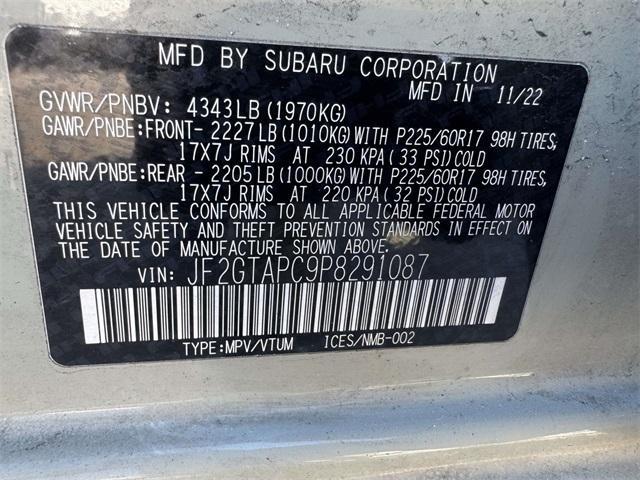 MFD BY SUBARU CORPORATION
MFD IN 11/22
GVWR/PNBV: 4343LB(1970KG)
GAWR/PNBE:FRONT- 2227LB(1010KG)WITH P225/60R17 98H TIRES,
17X7J RIMS AT 230 KPA(33 PSI)COLD
GAWR/PNBE:REAR - 2205LB(1000KG)WITH P225/60R17 98H TIRES,
17X7J RIMS AT 220 KPA(32 PSI)COLD
THIS VEHICLE CONFORMS TO ALL APPLICABLE FEDERAL MOTOR
VEHICLE SAFETY AND THEFT PREVENTION STANDARDS IN EFFECT ON
THE DATE OF MANUFACTURE SHOWN ABOVE.
VIN: JF2GTAPC9P8291087
TYPE:MPV/VTUM ICES/NMB-002